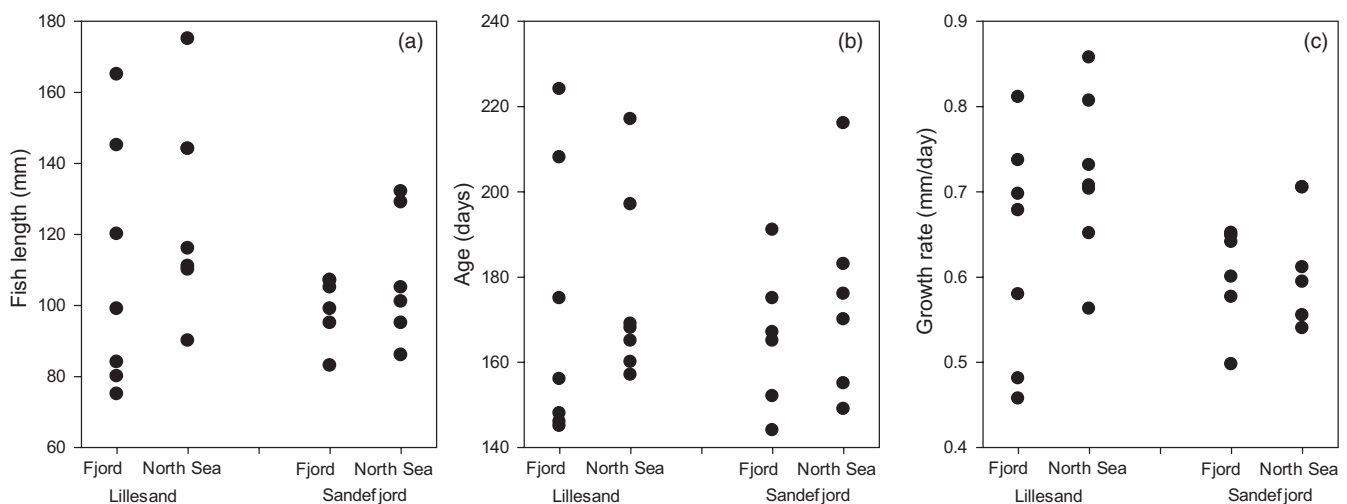 (a)
Fish length (mm)
180
160
140
120
100
80
60
Fjord North Sea Fjord North Sea
Lillesand Sandefjord
(b)
Age (days)
240
220
200
180
160
140
Fjord North Sea Fjord North Sea
Lillesand Sandefjord
(c)
Growth rate (mm/day)
0.9
0.8
0.7
0.6
0.5
0.4
Fjord North Sea Fjord North Sea
Lillesand Sandefjord